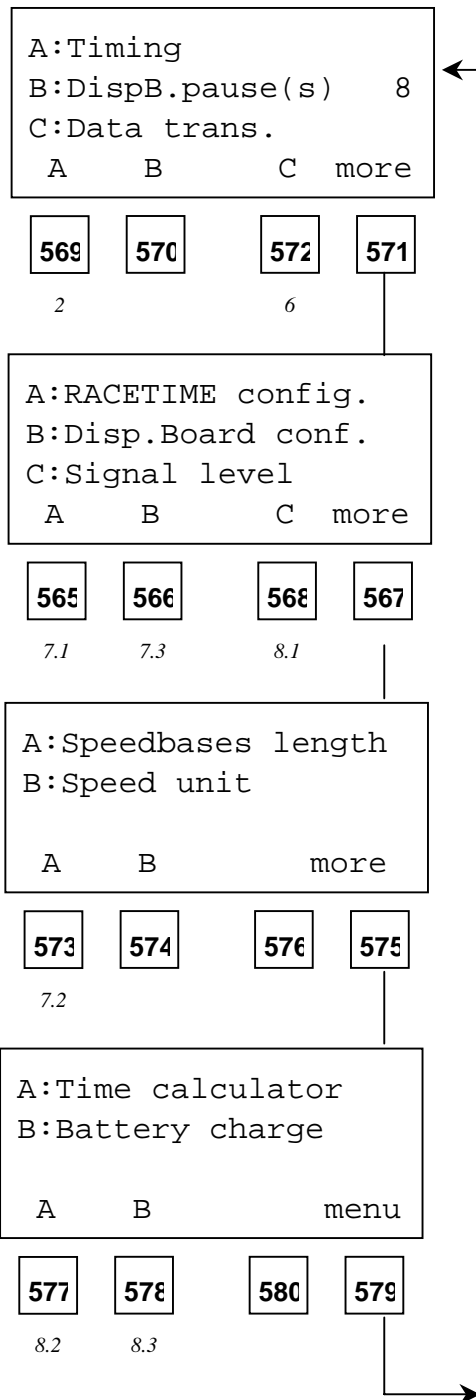 A:Timing
B:DispB.pause(s) 8
C:Data trans.
A B C more
569 570 572 571
2 6
A:RACETIME config.
B:Disp.Board conf.
C:Signal level
A B C more
565 566 568 567
7.1 7.3 8.1
A:Speedbases length
B:Speed unit
A B more
573 574 576 575
7.2
A:Time calculator
B:Battery charge
A B menu
577 578 580 579
8.2 8.3